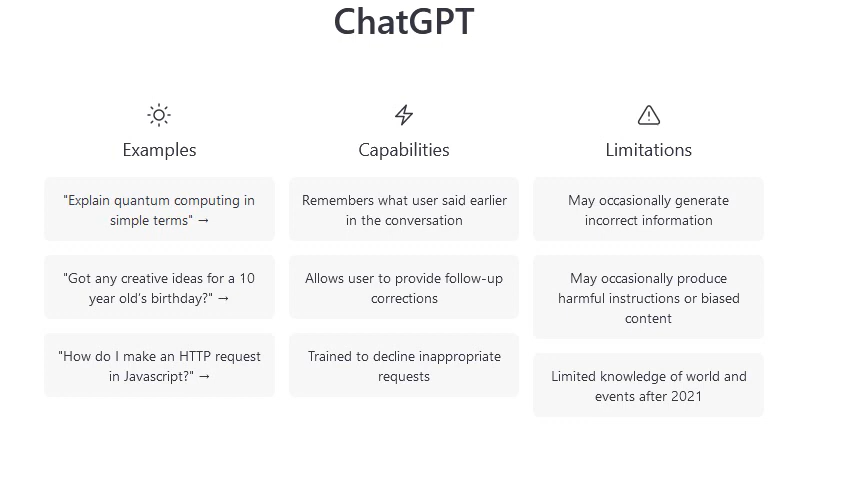 ChatGPT
Examples
"Explain quantum computing in
simple terms" →
"Got any creative ideas for a 10
year old's birthday?" →
"How do I make an HTTP request
in Javascript?" →
Capabilities
Remembers what user said earlier
in the conversation
Allows user to provide follow-up
corrections
Trained to decline inappropriate
requests
Limitations
May occasionally generate
incorrect information
May occasionally produce
harmful instructions or biased
content
Limited knowledge of world and
events after 2021